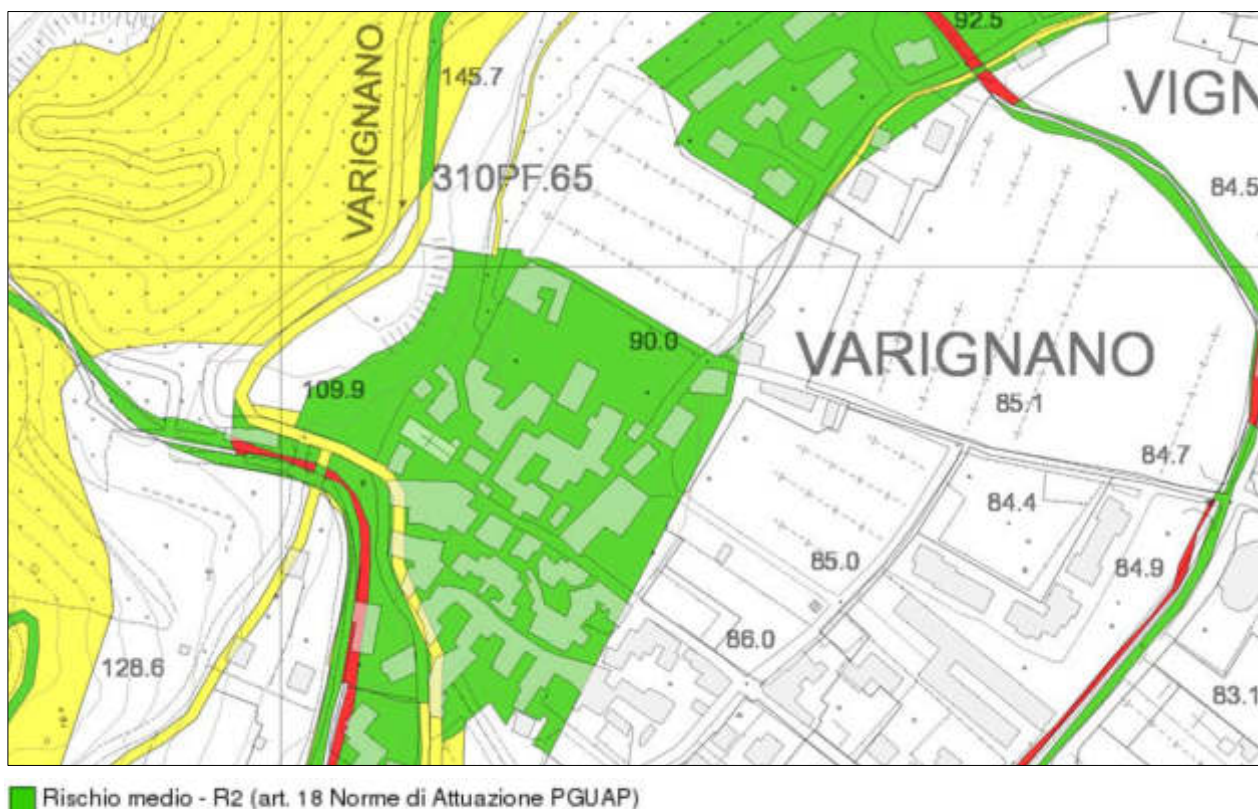 92.5
VARIGNANO
145.7
VIGN
310PF.65
84.5
90.0
VARIGNANO
109.9
85.1
84.7
84.4
85.0
84.9
86.0
128.6
83.1
Rischio medio - R2 (art. 18 Norme di Attuazione PGUAP)